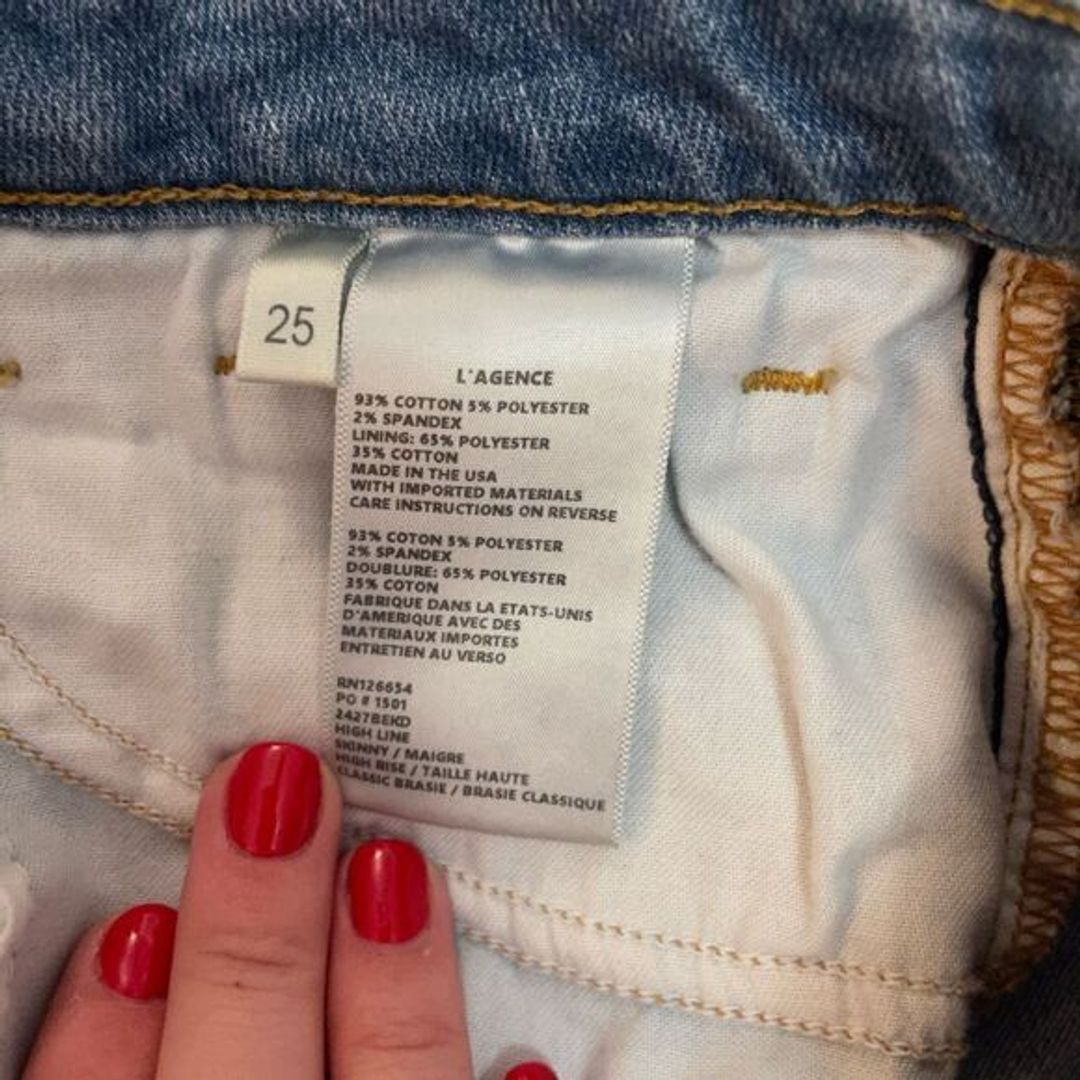 25
L'AGENCE
93% COTTON 5% POLYESTER
2% SPANDEX
LINING: 65% POLYESTER
35% COTTON
MADE IN THE USA
WITH IMPORTED MATERIALS
CARE INSTRUCTIONS ON REVERSE
93% COTON 5% POLYESTER
2% SPANDEX
DOUBLURE: 65% POLYESTER
35% COTON
FABRIQUE DANS LA ETATS-UNIS
D'AMERIQUE AVEC DES
MATERIAUX IMPORTES
ENTRETIEN AU VERSO
RN126654
PO # 1501
2427BEKD
HIGH LINE
SKINNY / MAIGRE
HIGH RISE / TAILLE HAUTE
CLASSIC BRASIE / BRASIE CLASSIQUE